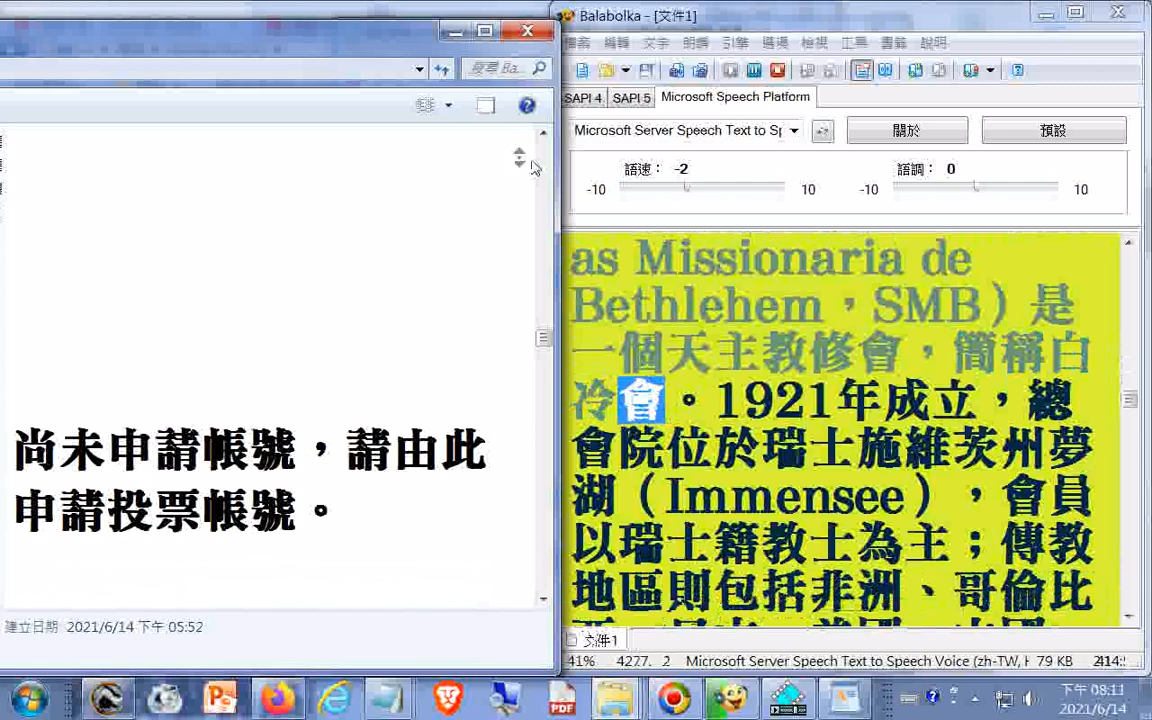 Balabolka - [文件1]
檔案 編輯 文字 朗讀 引擎 選項 檢視 工具 書籤 說明
搜尋 Ba...
SAPI 4 SAPI 5 Microsoft Speech Platform
Microsoft Server Speech Text to Sp
關於
預設
語速： -2
語調： 0
-10 10 -10 10
as Missionaria de
Bethlehem，SMB）是
一個天主教修會，簡稱白
冷會。1921年成立，總
會院位於瑞士施維茨州夢
湖（Immensee），會員
以瑞士籍教士為主；傳教
地區則包括非洲、哥倫比
尚未申請帳號，請由此
申請投票帳號。
建立日期 2021/6/14 下午 05:52
文件1
41% Microsoft Server Speech Text to Speech Voice (zh-TW, H 79 KB
PDF
下午 08:11
2021/6/14